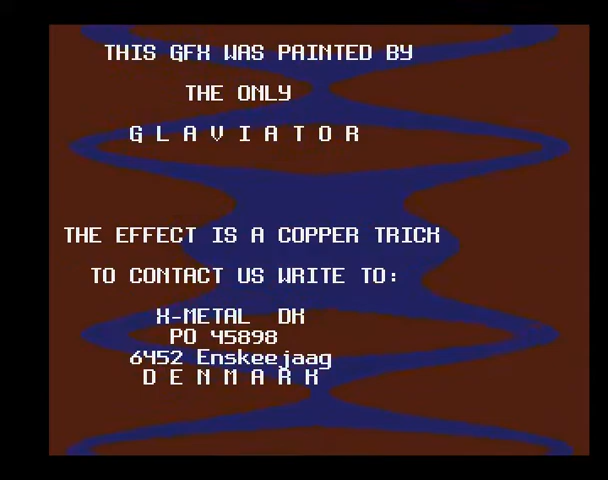 THIS GFX WAS PAINTED BY
THE ONLY
G L A V I A T O R
THE EFFECT IS A COPPER TRICK
TO CONTACT US WRITE TO:
X-METAL DK
PO 45898
6452 Enskeejaag
D E N M A R K